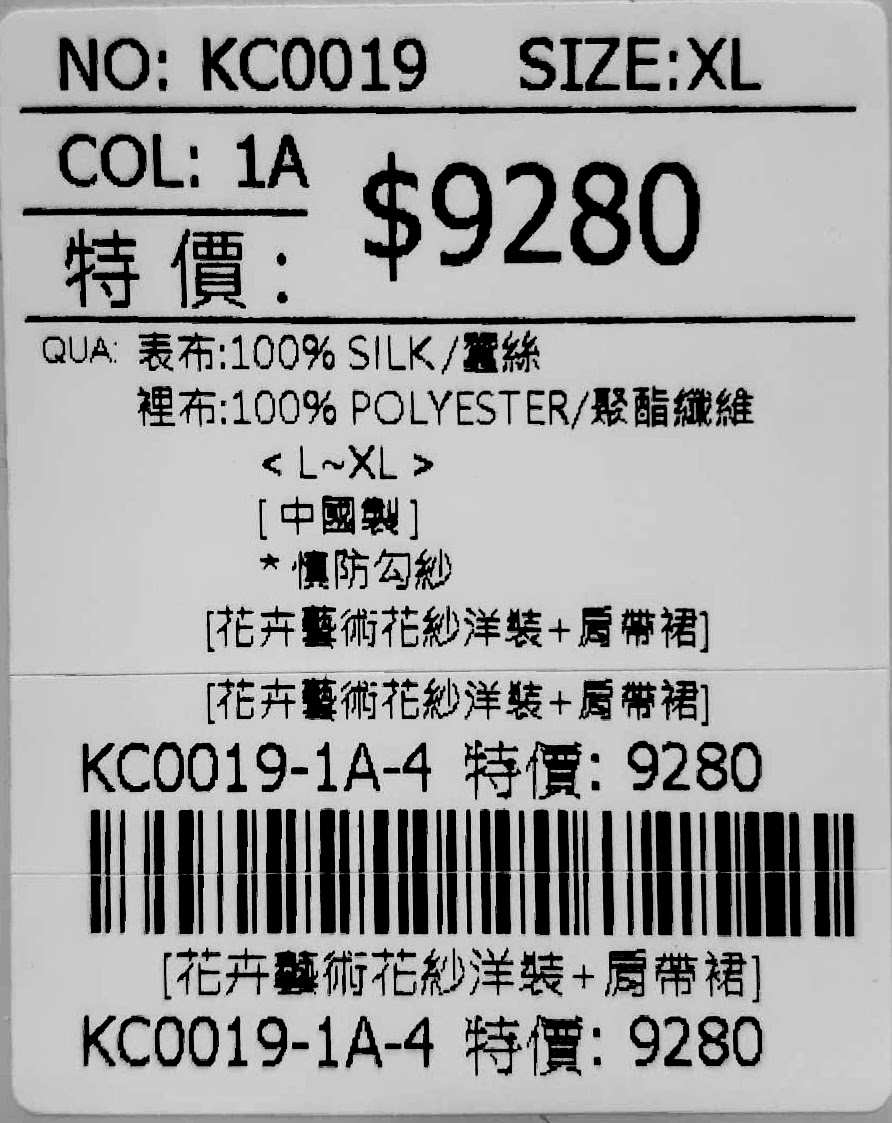 NO: KC0019 SIZE:XL
COL: 1A $9280
特價:
QUA: 表布:100% SILK/蠶絲
裡布:100% POLYESTER/聚酯纖維
< L~XL >
[ 中國製 ]
* 慎防勾紗
[花卉藝術花紗洋裝+肩帶裙]
[花卉藝術花紗洋裝+肩帶裙]
KC0019-1A-4 特價: 9280
[花卉藝術花紗洋裝+肩帶裙]
KC0019-1A-4 特價: 9280